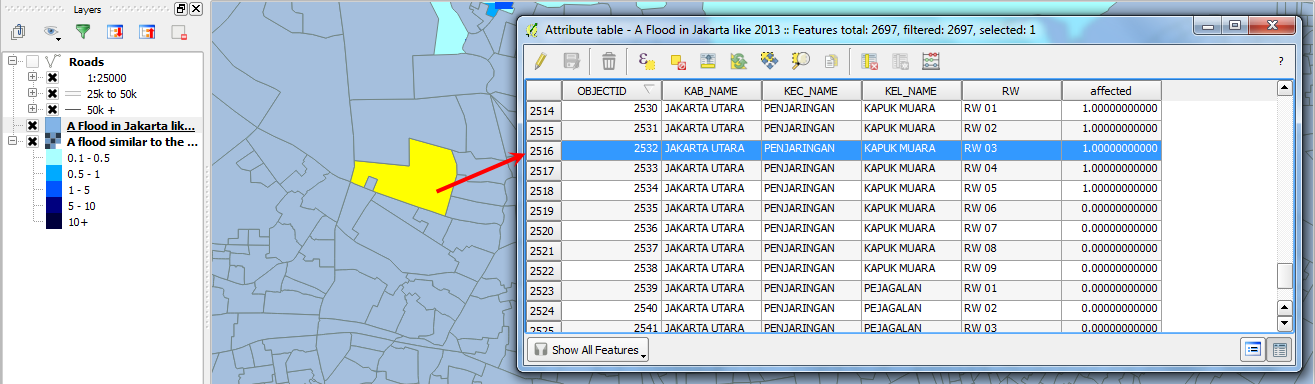 Layers
Roads
1:25000
25k to 50k
50k +
A Flood in Jakarta lik...
A flood similar to the ...
0.1 - 0.5
0.5 - 1
1 - 5
5 - 10
10+
Attribute table - A Flood in Jakarta like 2013 :: Features total: 2697, filtered: 2697, selected: 1
?
OBJECTID KAB_NAME KEC_NAME KEL_NAME RW affected
2514 2530 JAKARTA UTARA PENJARINGAN KAPUK MUARA RW 01 1.00000000000
2515 2531 JAKARTA UTARA PENJARINGAN KAPUK MUARA RW 02 1.00000000000
2516 2532 JAKARTA UTARA PENJARINGAN KAPUK MUARA RW 03 1.00000000000
2517 2533 JAKARTA UTARA PENJARINGAN KAPUK MUARA RW 04 1.00000000000
2518 2534 JAKARTA UTARA PENJARINGAN KAPUK MUARA RW 05 1.00000000000
2519 2535 JAKARTA UTARA PENJARINGAN KAPUK MUARA RW 06 0.00000000000
2520 2536 JAKARTA UTARA PENJARINGAN KAPUK MUARA RW 07 0.00000000000
2521 2537 JAKARTA UTARA PENJARINGAN KAPUK MUARA RW 08 0.00000000000
2522 2538 JAKARTA UTARA PENJARINGAN KAPUK MUARA RW 09 0.00000000000
2523 2539 JAKARTA UTARA PENJARINGAN PEJAGALAN RW 01 0.00000000000
2524 2540 JAKARTA UTARA PENJARINGAN PEJAGALAN RW 02 0.00000000000
2525 2541 JAKARTA UTARA PENJARINGAN PEJAGALAN RW 03 0.00000000000
Show All Features